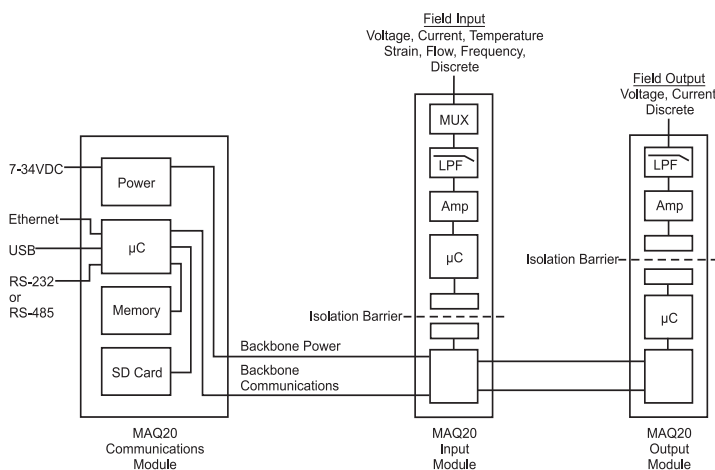 Field Input
Voltage, Current, Temperature
Strain, Flow, Frequency,
Discrete
Field Output
Voltage, Current
Discrete
MUX
LPF
Amp
µC
Isolation Barrier
LPF
Amp
Isolation Barrier
µC
7-34VDC
Power
Ethernet
USB
RS-232
or
RS-485
µC
Memory
SD Card
Backbone Power
Backbone
Communications
MAQ20
Communications
Module
MAQ20
Input
Module
MAQ20
Output
Module